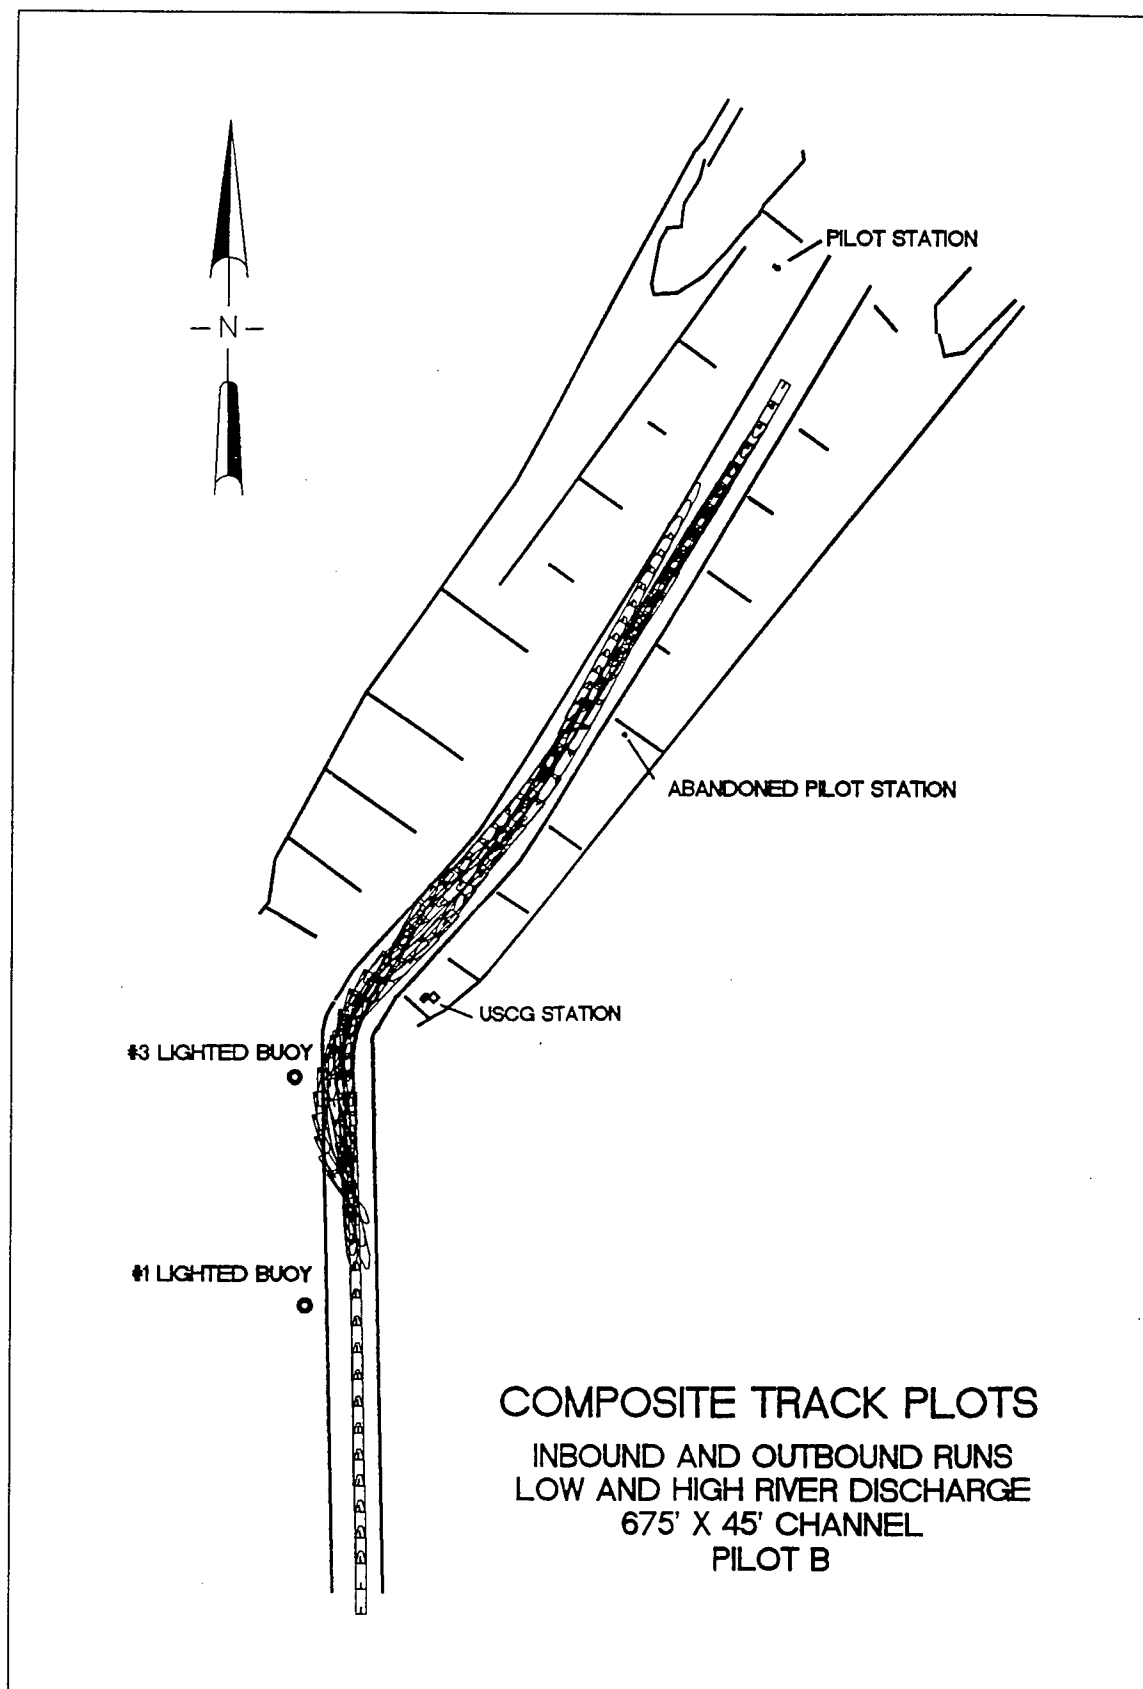 PILOT STATION
-N-
ABANDONED PILOT STATION
USCG STATION
#3 LIGHTED BUOY
#1 LIGHTED BUOY
COMPOSITE TRACK PLOTS
INBOUND AND OUTBOUND RUNS
LOW AND HIGH RIVER DISCHARGE
675' X 45' CHANNEL
PILOT B